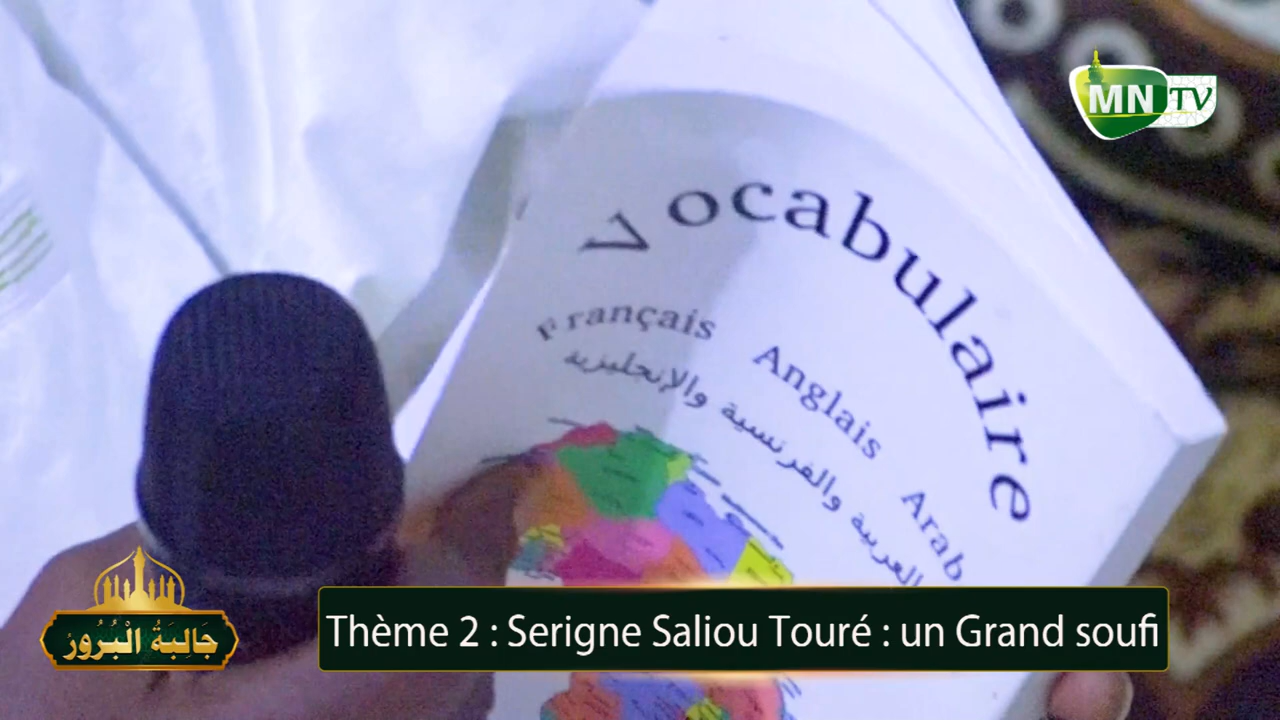 MN TV
Vocabulaire
Français Anglais Arab
العربية والفرنسية والإنجليزية
جَالِبَةُ الْبُرُورُ
Thème 2 : Serigne Saliou Touré : un Grand soufi